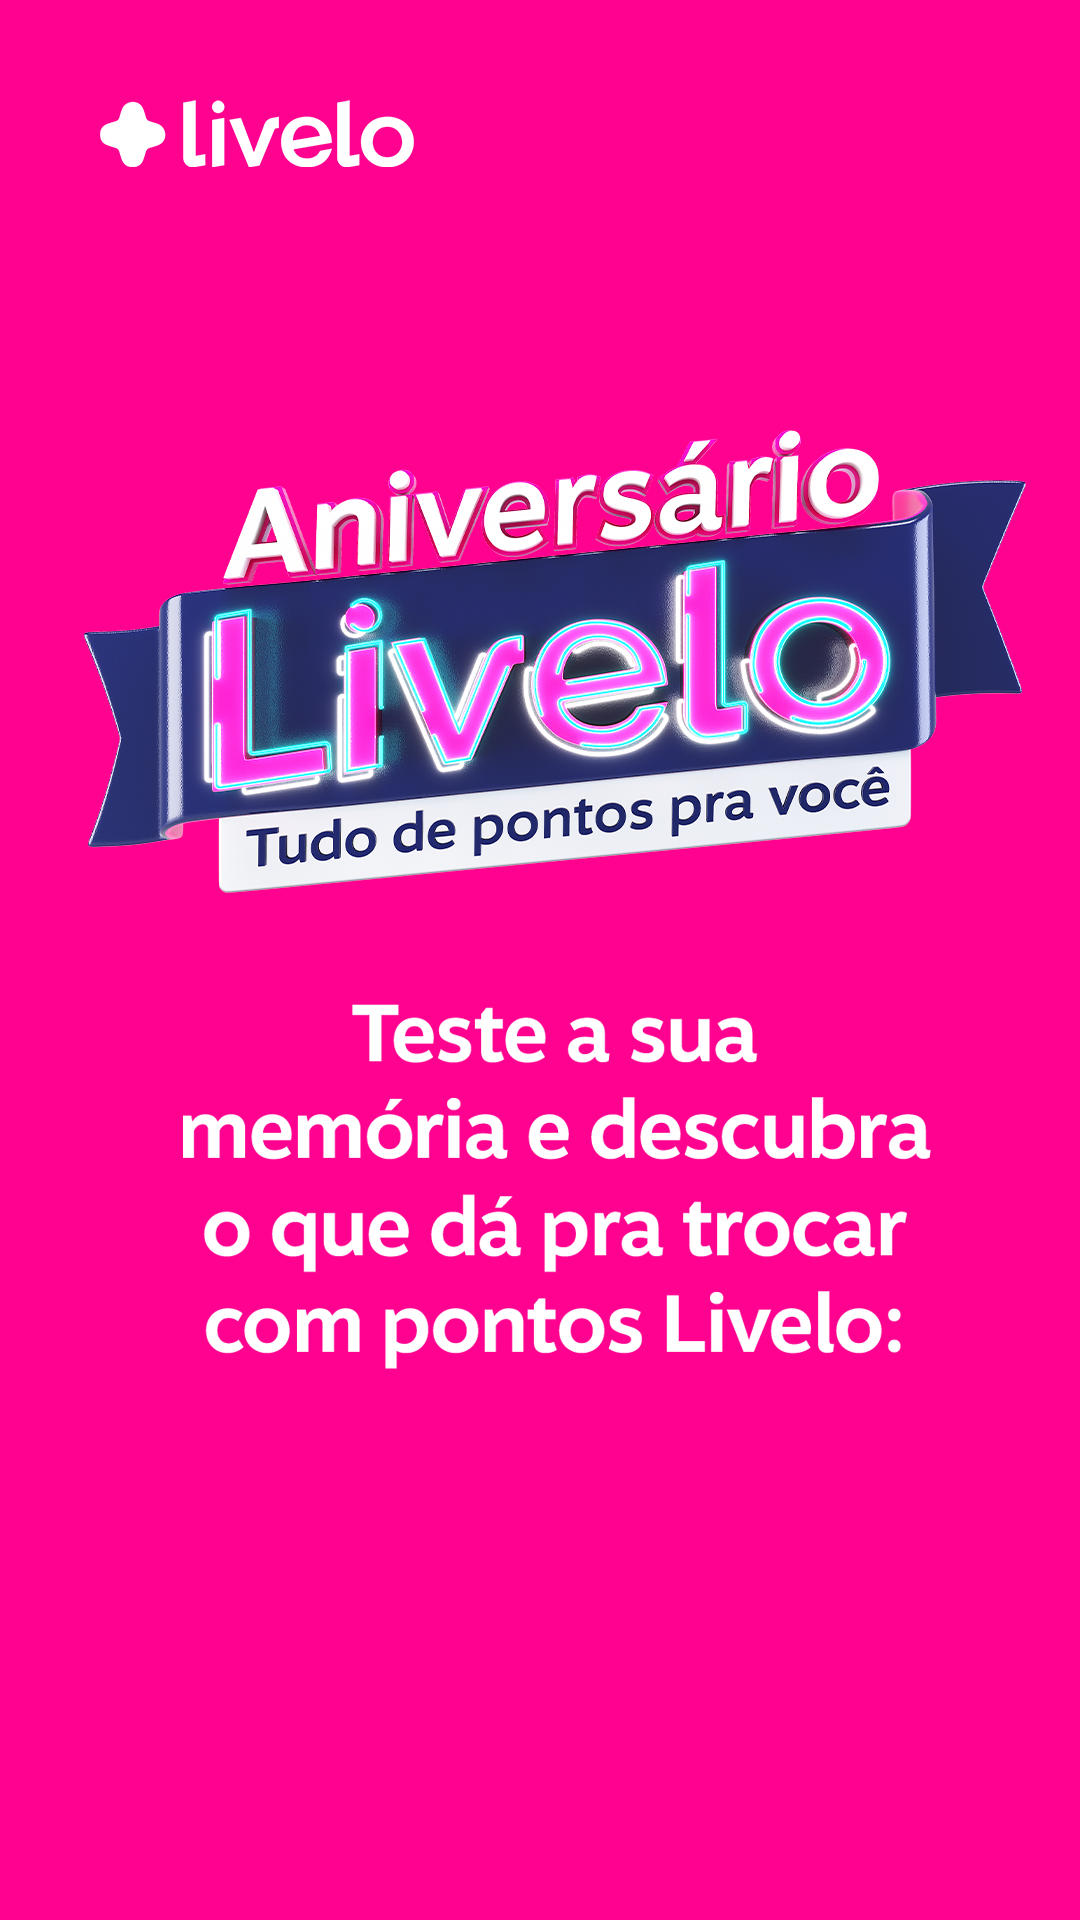 livelo
Aniversário
Livelo
Tudo de pontos pra você
Teste a sua
memória e descubra
o que dá pra trocar
com pontos Livelo: